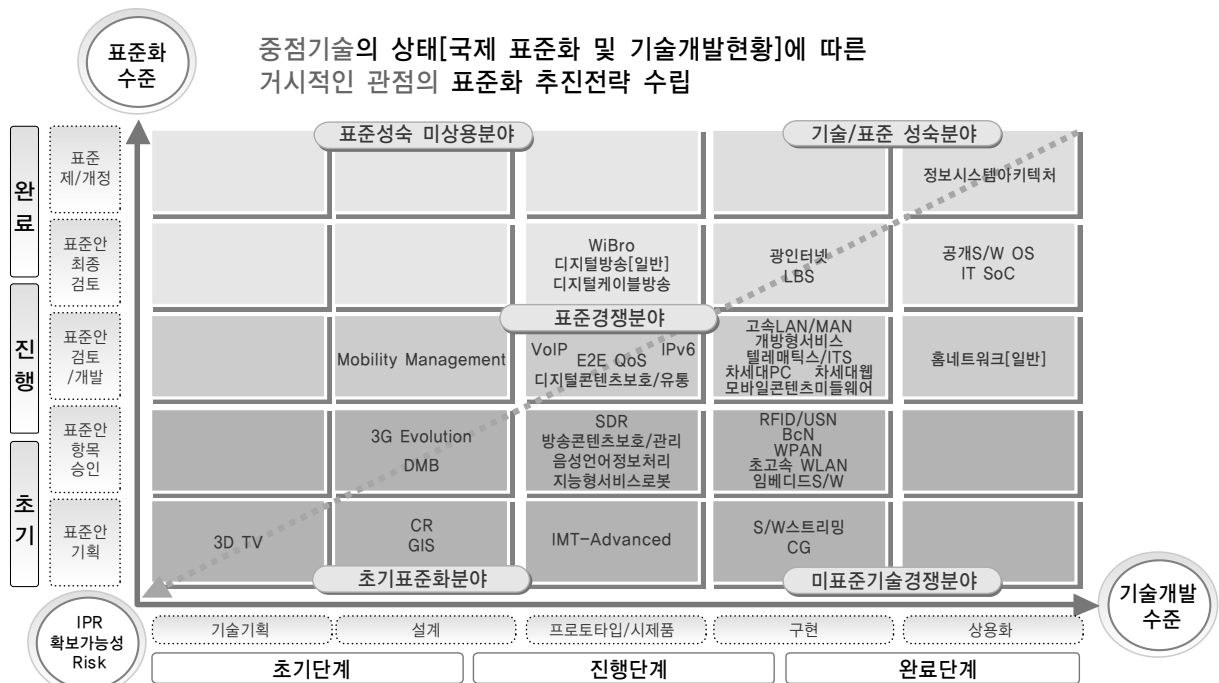 표준화
수준
중점기술의 상태[국제 표준화 및 기술개발현황]에 따른
거시적인 관점의 표준화 추진전략 수립
표준성숙 미상용분야
기술/표준 성숙분야
완
료
표준
제/개정
정보시스템아키텍처
표준안
최종
검토
WiBro
디지털방송[일반]
디지털케이블방송
광인터넷
LBS
공개S/W OS
IT SoC
표준경쟁분야
진
행
표준안
검토
/개발
Mobility Management
VoIP IPv6
E2E QoS
디지털콘텐츠보호/유통
고속LAN/MAN
개방형서비스
텔레매틱스/ITS
차세대PC 차세대웹
모바일콘텐츠미들웨어
홈네트워크[일반]
표준안
항목
승인
3G Evolution
DMB
SDR
방송콘텐츠보호/관리
음성언어정보처리
지능형서비스로봇
RFID/USN
BcN
WPAN
초고속 WLAN
임베디드S/W
초
기
표준안
기획
3D TV
CR
GIS
IMT-Advanced
S/W스트리밍
CG
초기표준화분야
미표준기술경쟁분야
기술개발
수준
IPR
확보가능성
Risk
기술기획
설계
프로토타입/시제품
구현
상용화
초기단계
진행단계
완료단계